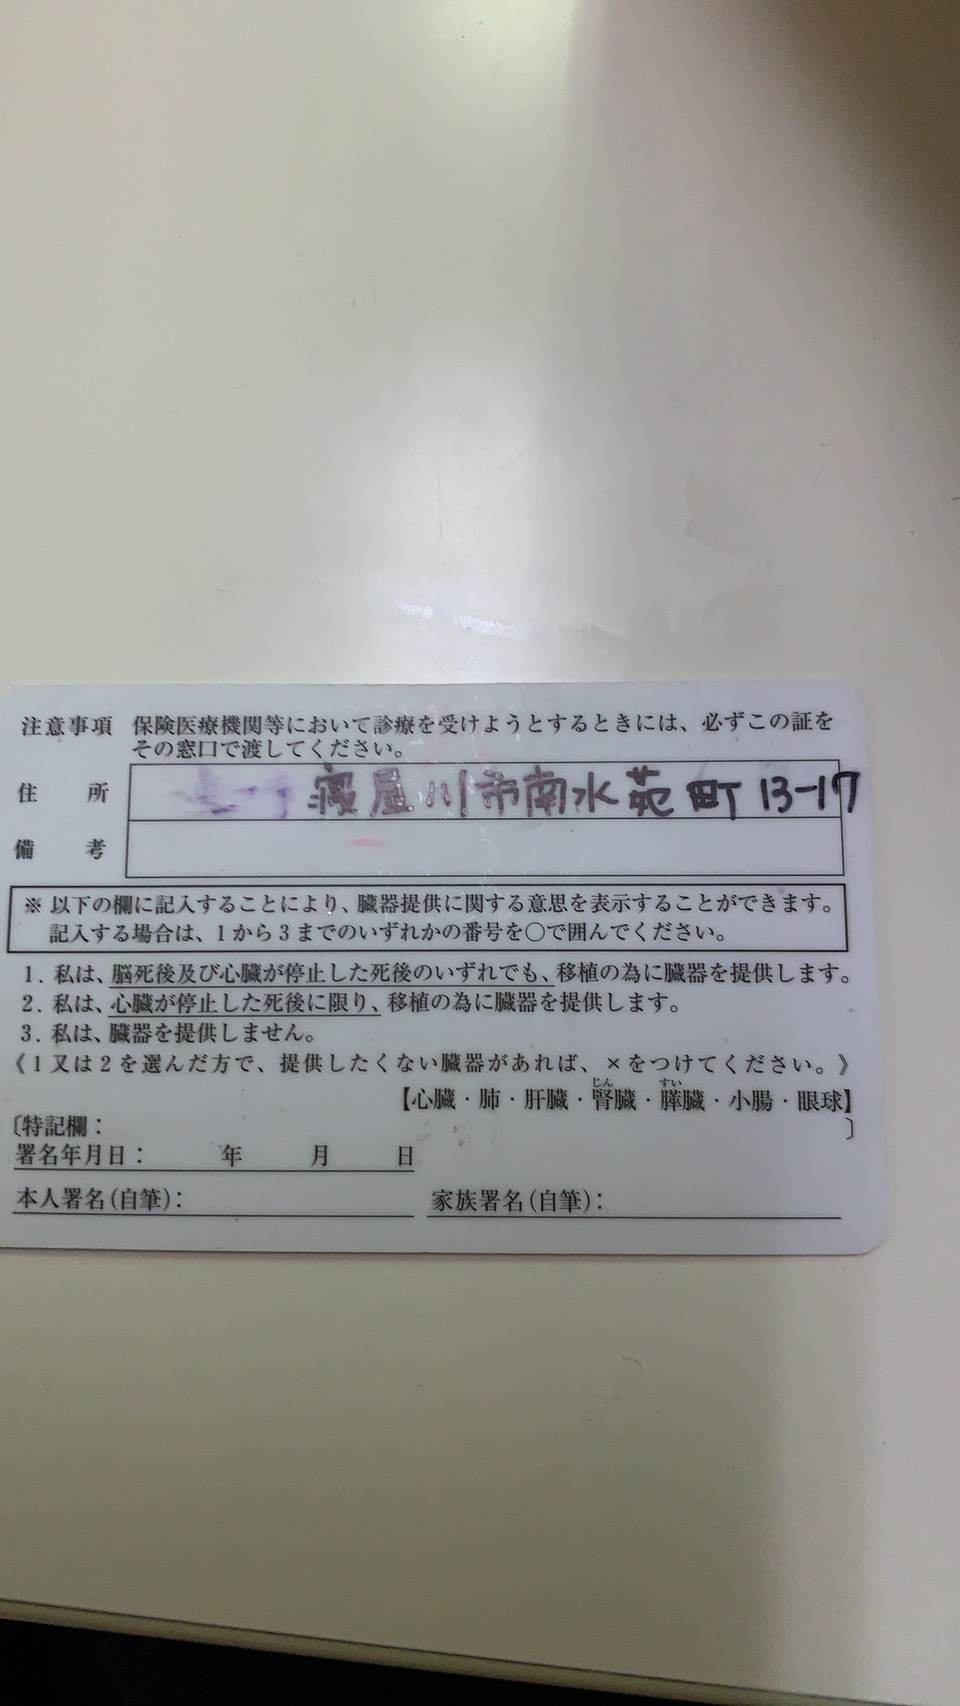 注意事項 保険医療機関等において診療を受けようとするときには、必ずこの証を
その窓口で渡してください。
住所 寝屋川市南水苑町13-17
備考
※ 以下の欄に記入することにより、臓器提供に関する意思を表示することができます。
記入する場合は、1から3までのいずれかの番号を○で囲んでください。
1. 私は、脳死後及び心臓が停止した死後のいずれでも、移植の為に臓器を提供します。
2. 私は、心臓が停止した死後に限り、移植の為に臓器を提供します。
3. 私は、臓器を提供しません。
《1又は2を選んだ方で、提供したくない臓器があれば、×をつけてください。》
じん すい
【心臓・肺・肝臓・腎臓・膵臓・小腸・眼球】
〔特記欄： 〕
署名年月日： 年 月 日
本人署名(自筆)： 家族署名(自筆)：